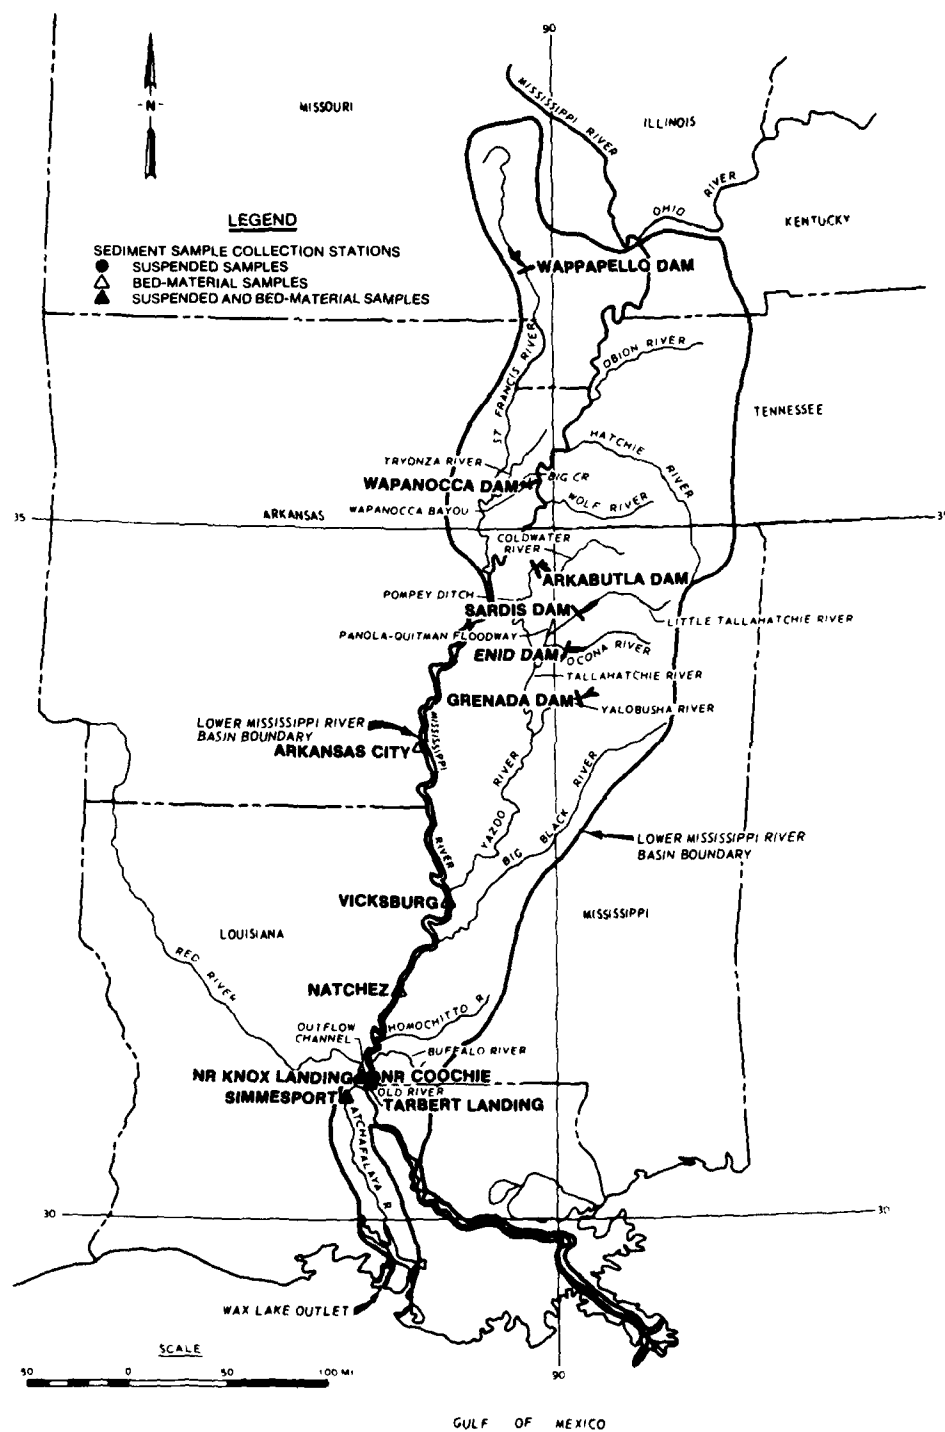 90
MISSISSIPPI RIVER
MISSOURI
ILLINOIS
-N-
OHIO RIVER
KENTUCKY
LEGEND
SEDIMENT SAMPLE COLLECTION STATIONS
SUSPENDED SAMPLES
BED-MATERIAL SAMPLES
SUSPENDED AND BED-MATERIAL SAMPLES
WAPPAPELLO DAM
ST FRANCIS RIVER
OBION RIVER
TENNESSEE
HATCHIE RIVER
TRYONZA RIVER
BIG CR
WAPANOCCA DAM
WOLF RIVER
WAPANOCCA BAYOU
35
ARKANSAS
COLDWATER
RIVER
ARKABUTLA DAM
POMPEY DITCH
SARDIS DAM
LITTLE TALLAHATCHIE RIVER
PANOLA-QUITMAN FLOODWAY
ENID DAM
OCONA RIVER
TALLAHATCHIE RIVER
GRENADA DAM
YALOBUSHA RIVER
LOWER MISSISSIPPI RIVER
BASIN BOUNDARY
ARKANSAS CITY
MISSISSIPPI RIVER
YAZOO RIVER
BIG BLACK RIVER
LOWER MISSISSIPPI RIVER
BASIN BOUNDARY
VICKSBURG
MISSISSIPPI
LOUISIANA
RED RIVER
NATCHEZ
HOMOCHITTO R
OUTFLOW
CHANNEL
BUFFALO RIVER
NR KNOX LANDING
NR COOCHIE
SIMMESPORT
OLD RIVER
TARBERT LANDING
ATCHAFALAYA R
30
30
WAX LAKE OUTLET
SCALE
50 0 50 100 MI
90
GULF OF MEXICO